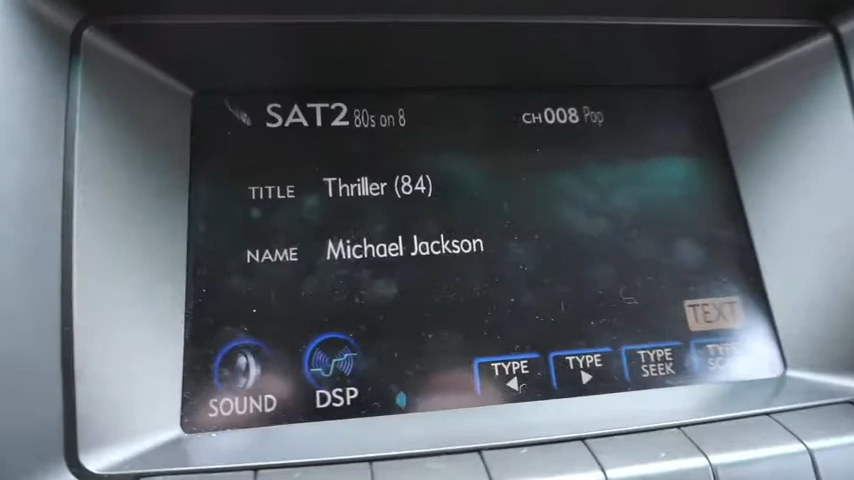 SAT2 80s on 8 CH008 Pop
TITLE Thriller (84)
NAME Michael Jackson
TEXT
SOUND DSP TYPE ◀ TYPE ▶ TYPE SEEK TYPE